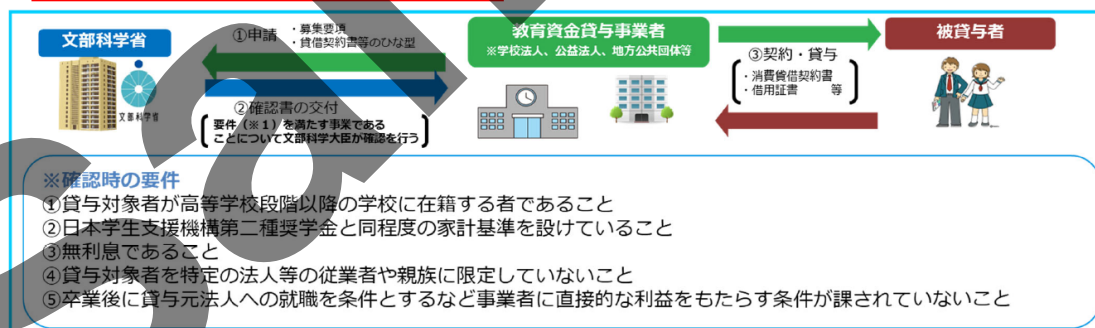 文部科学省
①申請
・募集要項
・貸借契約書等のひな型
教育資金貸与事業者
※学校法人、公益法人、地方公共団体等
被貸与者
③契約・貸与
・消費貸借契約書
・借用証書　等
文部科学省
②確認書の交付
要件（※１）を満たす事業である
ことについて文部科学大臣が確認を行う
※確認時の要件
①貸与対象者が高等学校段階以降の学校に在籍する者であること
②日本学生支援機構第二種奨学金と同程度の家計基準を設けていること
③無利息であること
④貸与対象者を特定の法人等の従業者や親族に限定していないこと
⑤卒業後に貸与元法人への就職を条件とするなど事業者に直接的な利益をもたらす条件が課されていないこと